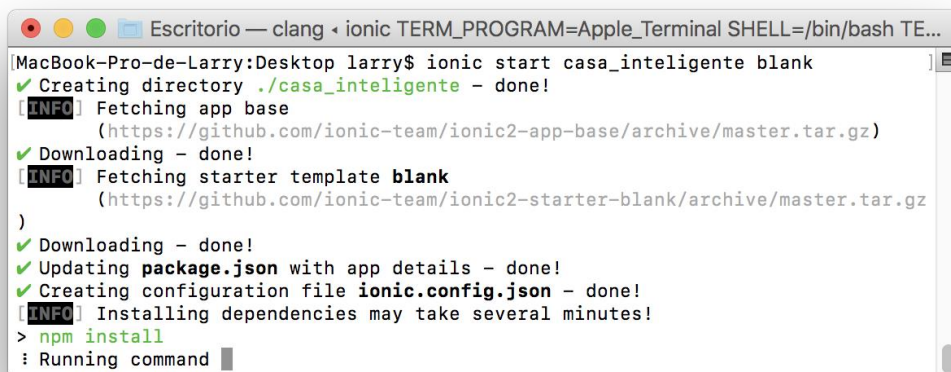 Escritorio — clang ◂ ionic TERM_PROGRAM=Apple_Terminal SHELL=/bin/bash TE...
[MacBook-Pro-de-Larry:Desktop larry$ ionic start casa_inteligente blank ]
✔ Creating directory ./casa_inteligente – done!
[INFO] Fetching app base
(https://github.com/ionic-team/ionic2-app-base/archive/master.tar.gz)
✔ Downloading – done!
[INFO] Fetching starter template blank
(https://github.com/ionic-team/ionic2-starter-blank/archive/master.tar.gz
)
✔ Downloading – done!
✔ Updating package.json with app details – done!
✔ Creating configuration file ionic.config.json – done!
[INFO] Installing dependencies may take several minutes!
> npm install
⠇ Running command